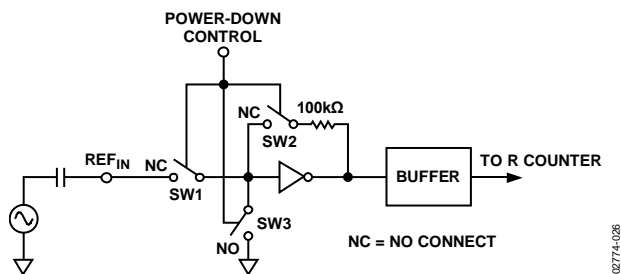 POWER-DOWN
CONTROL
NC
100kΩ
SW2
REFIN
NC
SW1
BUFFER
TO R COUNTER
SW3
NO
NC = NO CONNECT
02774-026